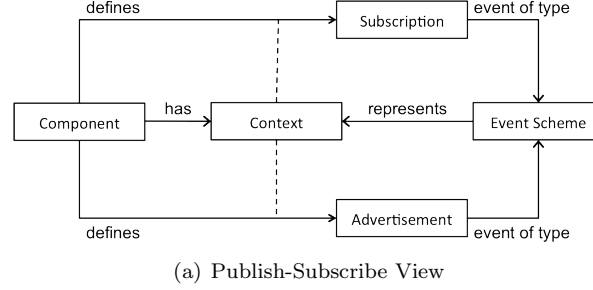 defines
Subscription
event of type
Component
has
Context
represents
Event Scheme
defines
Advertisement
event of type
(a) Publish-Subscribe View